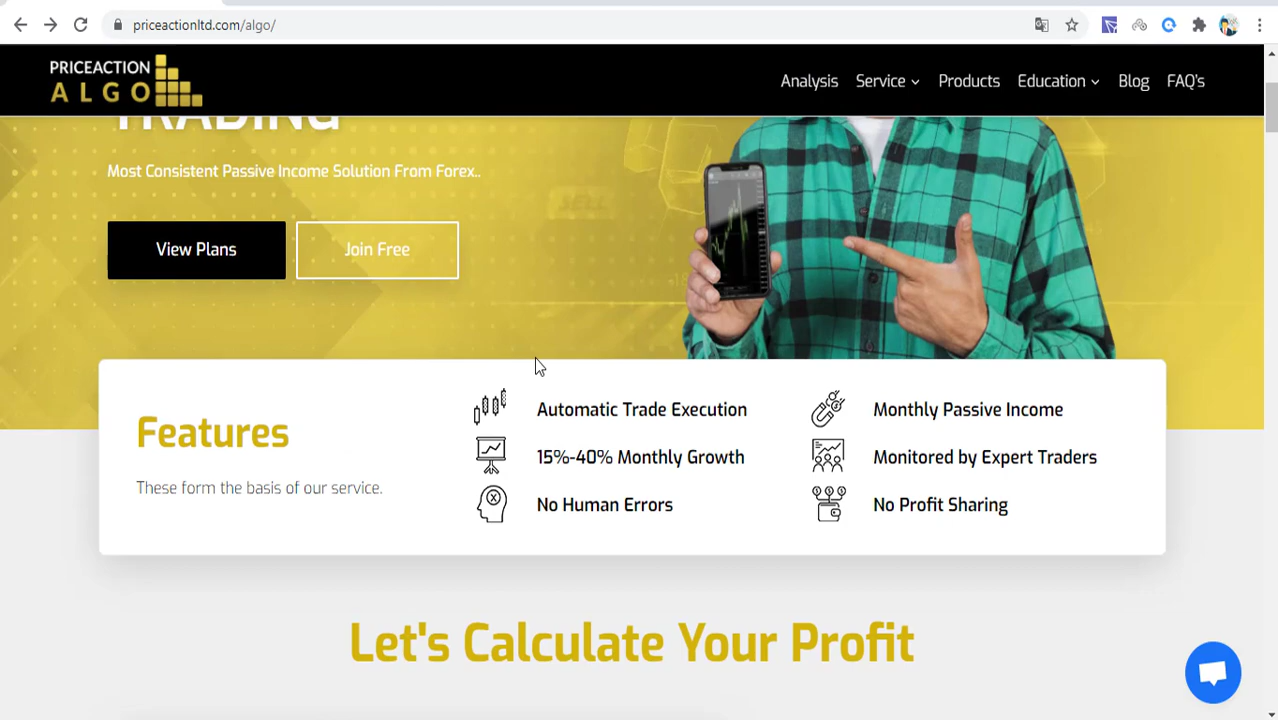 priceactionltd.com/algo/
PRICEACTION
ALGO
Analysis
Service
Products
Education
Blog
FAQ's
TRADING
Most Consistent Passive Income Solution From Forex..
View Plans
Join Free
SELL
Features
These form the basis of our service.
Automatic Trade Execution
15%-40% Monthly Growth
No Human Errors
Monthly Passive Income
Monitored by Expert Traders
No Profit Sharing
Let's Calculate Your Profit